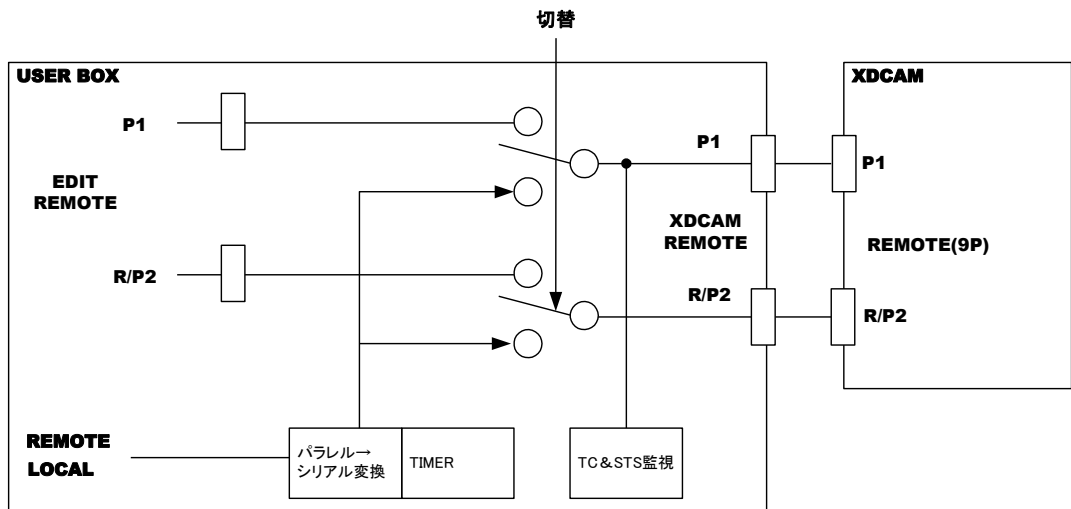 切替
USER BOX
XDCAM
P1
EDIT
REMOTE
R/P2
P1
XDCAM
REMOTE
R/P2
P1
REMOTE(9P)
R/P2
REMOTE
LOCAL
パラレル→
シリアル変換
TIMER
TC&STS監視